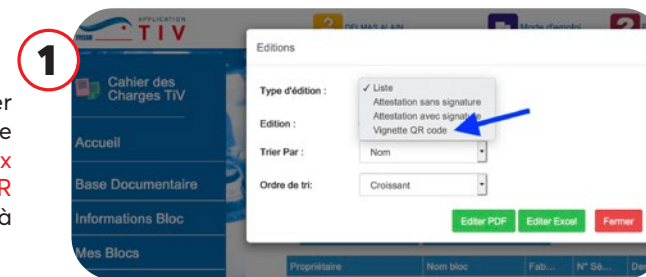 1
er
e
x
R
à
APPLICATION
TIV
Cahier des
Charges TIV
Accueil
Base Documentaire
Informations Bloc
Mes Blocs
DELMAS ALAIN
Mode d'emploi
Editions
Type d'édition :
✓ Liste
Attestation sans signature
Attestation avec signature
Vignette QR code
Edition :
Trier Par :
Nom
Ordre de tri:
Croissant
Editer PDF
Editer Excel
Fermer
Propriétaire
Nom bloc
Fab...
N° Sé...